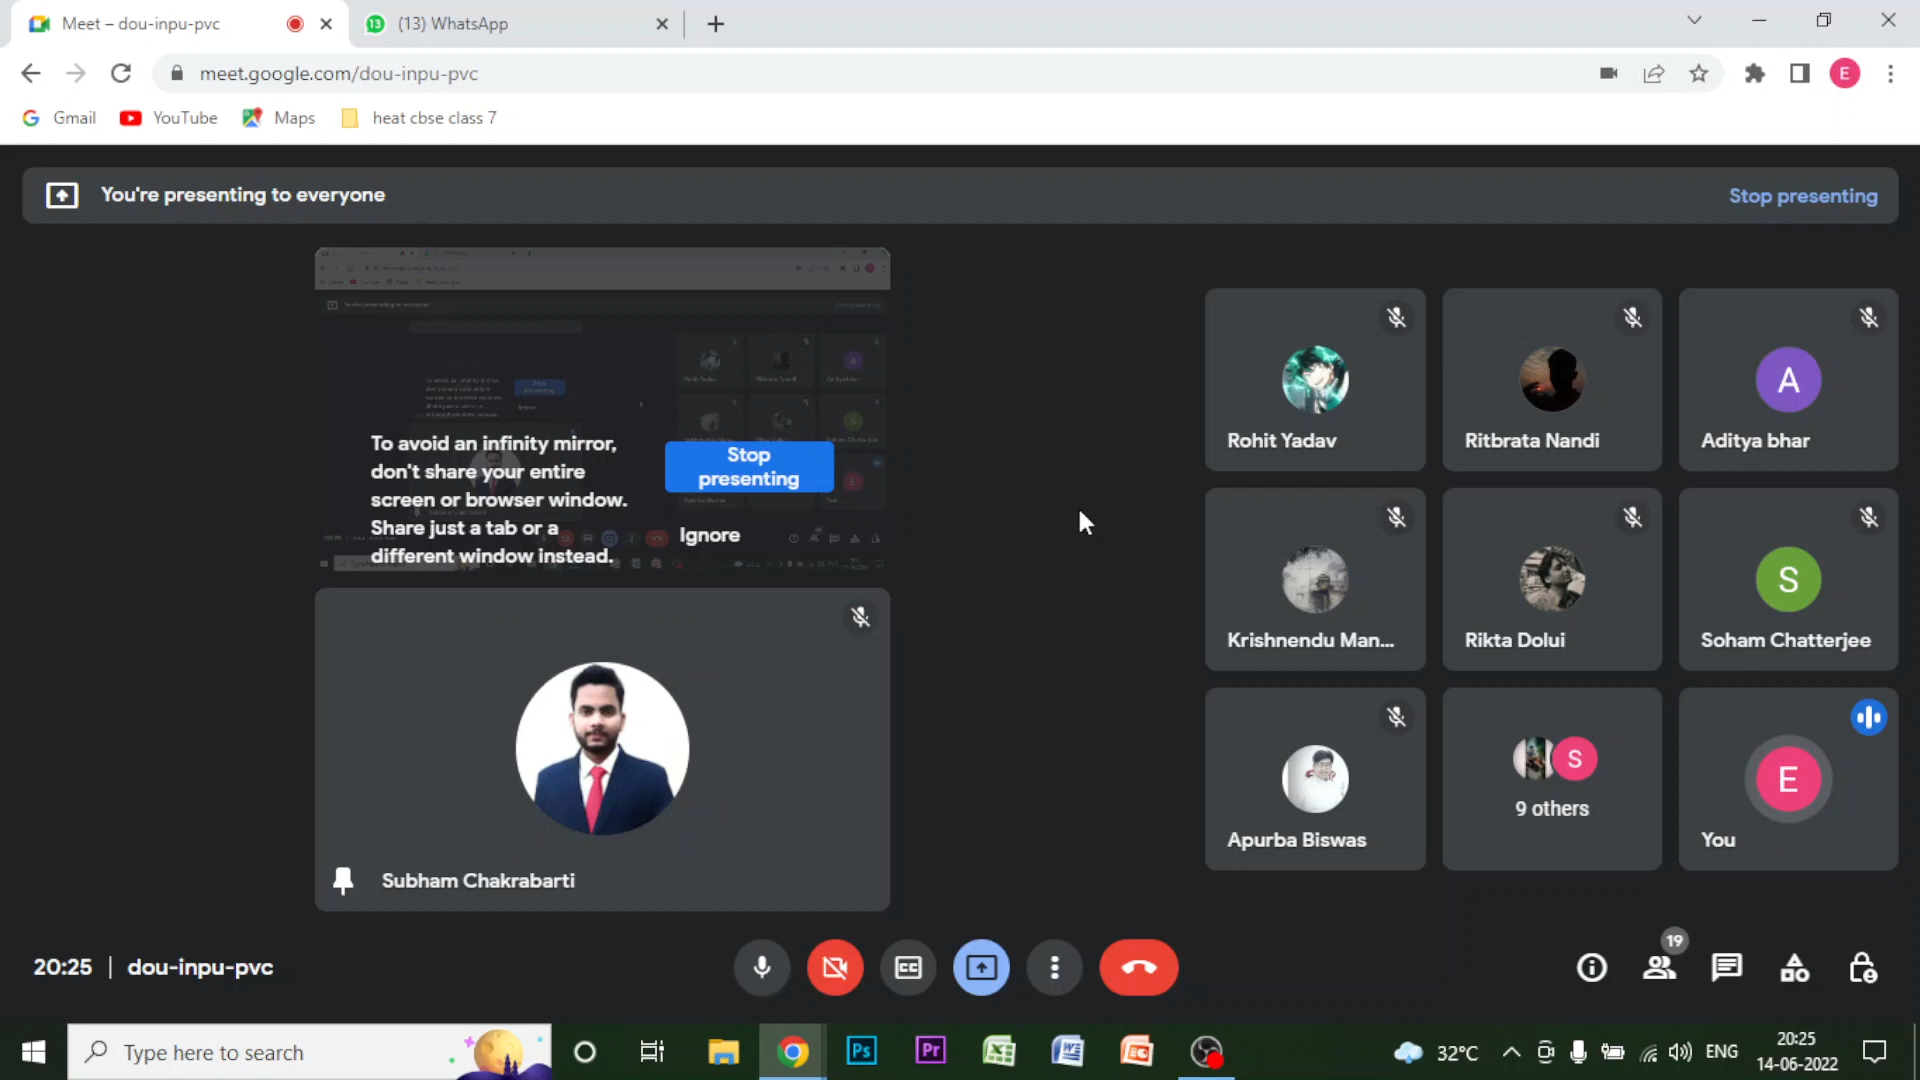 Meet – dou-inpu-pvc
13
(13) WhatsApp
meet.google.com/dou-inpu-pvc
E
Gmail
YouTube
Maps
heat cbse class 7
You're presenting to everyone
Stop presenting
To avoid an infinity mirror,
don't share your entire
screen or browser window.
Share just a tab or a
different window instead.
Stop
presenting
Ignore
Subham Chakrabarti
Rohit Yadav
Ritbrata Nandi
A
Aditya bhar
Krishnendu Man...
Rikta Dolui
S
Soham Chatterjee
Apurba Biswas
S
9 others
E
You
20:25 | dou-inpu-pvc
CC
19
Type here to search
Ps
Pr
32°C
ENG
20:25
14-06-2022